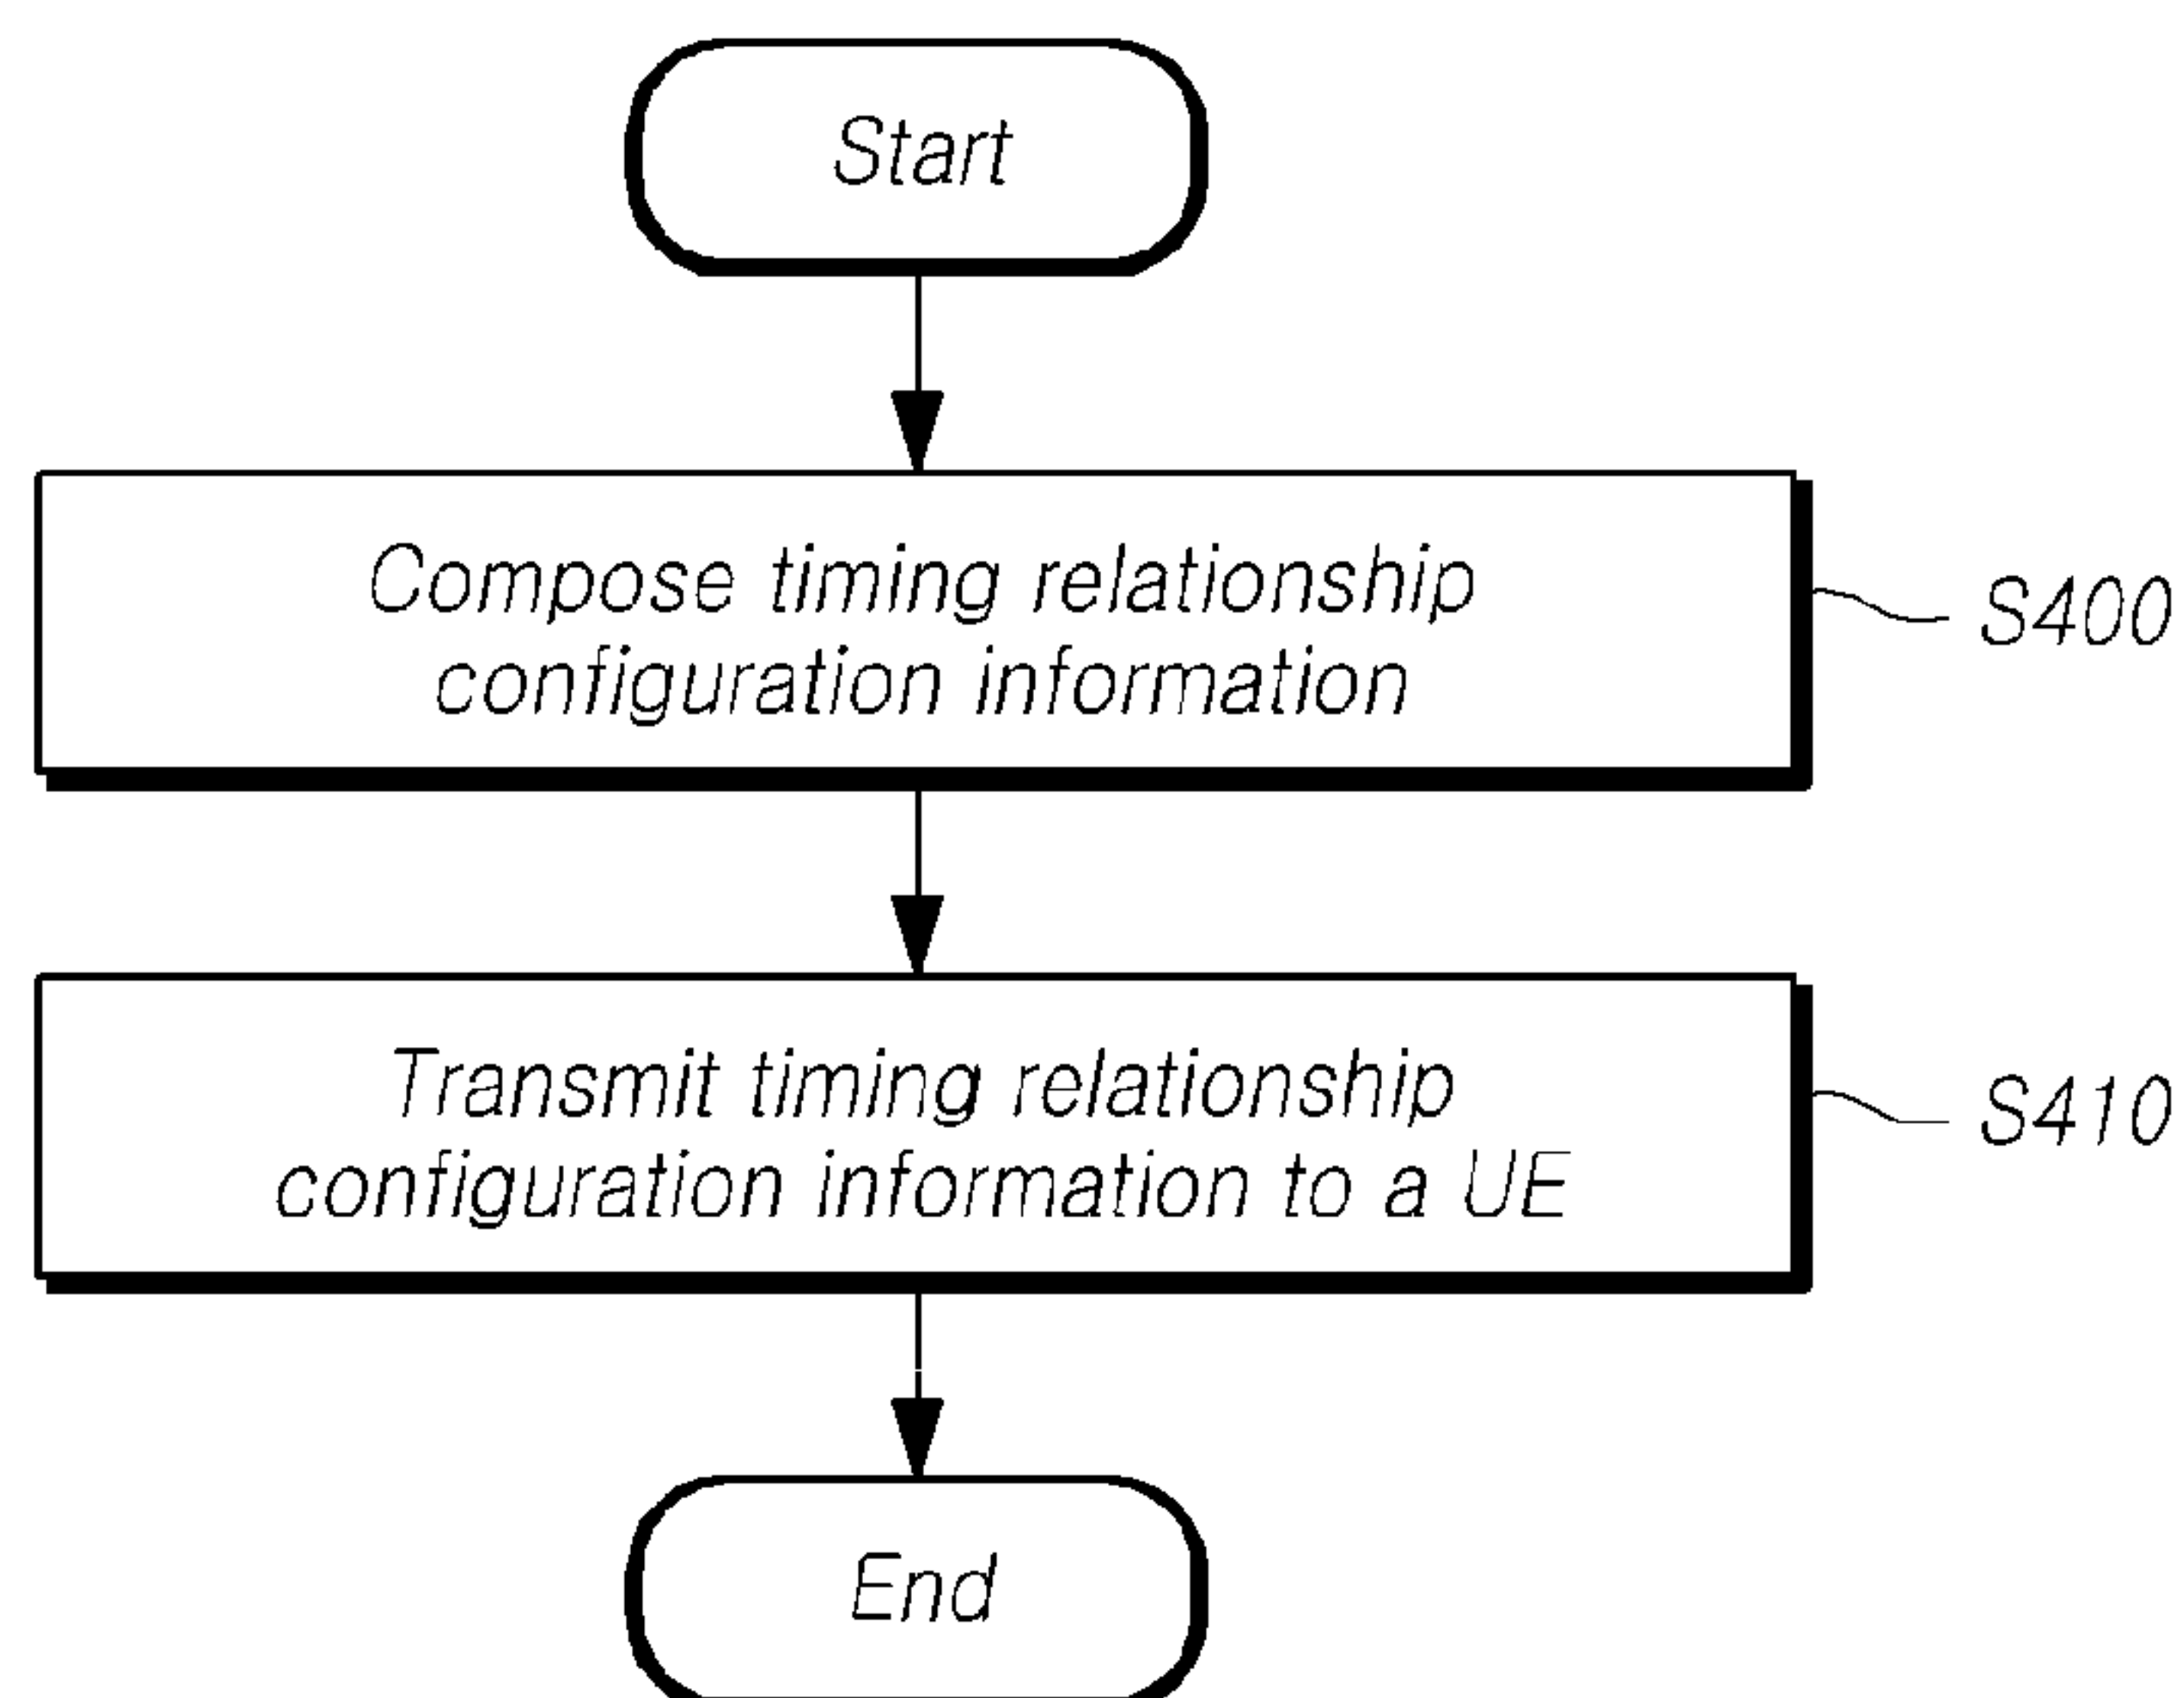 Start
Compose timing relationship
configuration information
S400
Transmit timing relationship
configuration information to a UE
S410
End